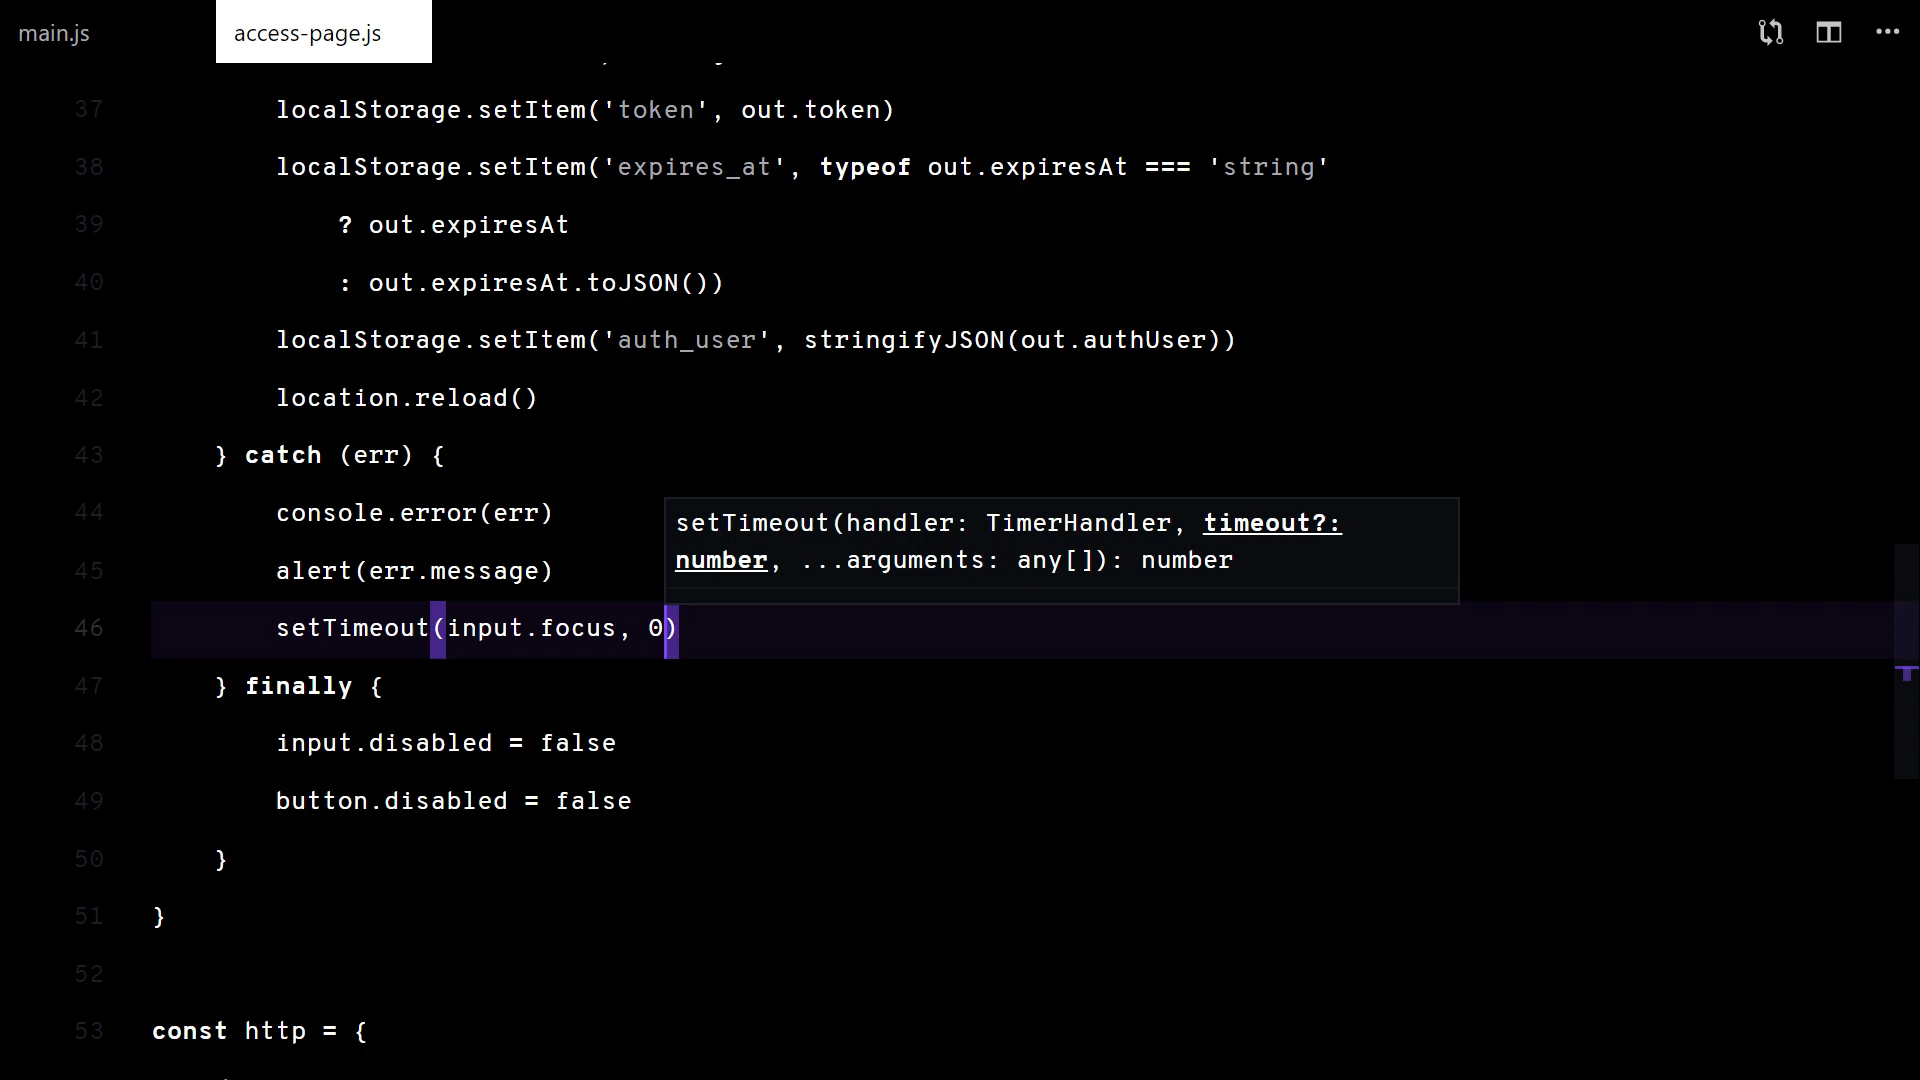 main.js
access-page.js
37 localStorage.setItem('token', out.token)
38 localStorage.setItem('expires_at', typeof out.expiresAt === 'string'
39 ? out.expiresAt
40 : out.expiresAt.toJSON())
41 localStorage.setItem('auth_user', stringifyJSON(out.authUser))
42 location.reload()
43 } catch (err) {
44 console.error(err)
setTimeout(handler: TimerHandler, timeout?:
number, ...arguments: any[]): number
45 alert(err.message)
46 setTimeout(input.focus, 0)
47 } finally {
48 input.disabled = false
49 button.disabled = false
50 }
51 }
52
53 const http = {